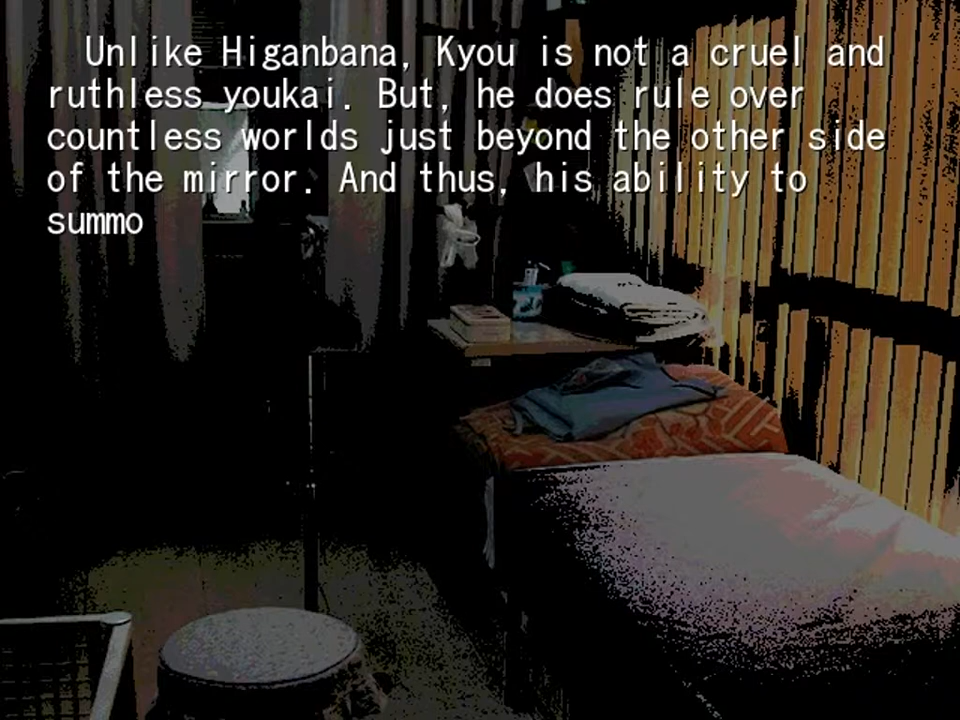 Unlike Higanbana, Kyou is not a cruel and
ruthless youkai. But, he does rule over
countless worlds just beyond the other side
of the mirror. And thus, his ability to
summo